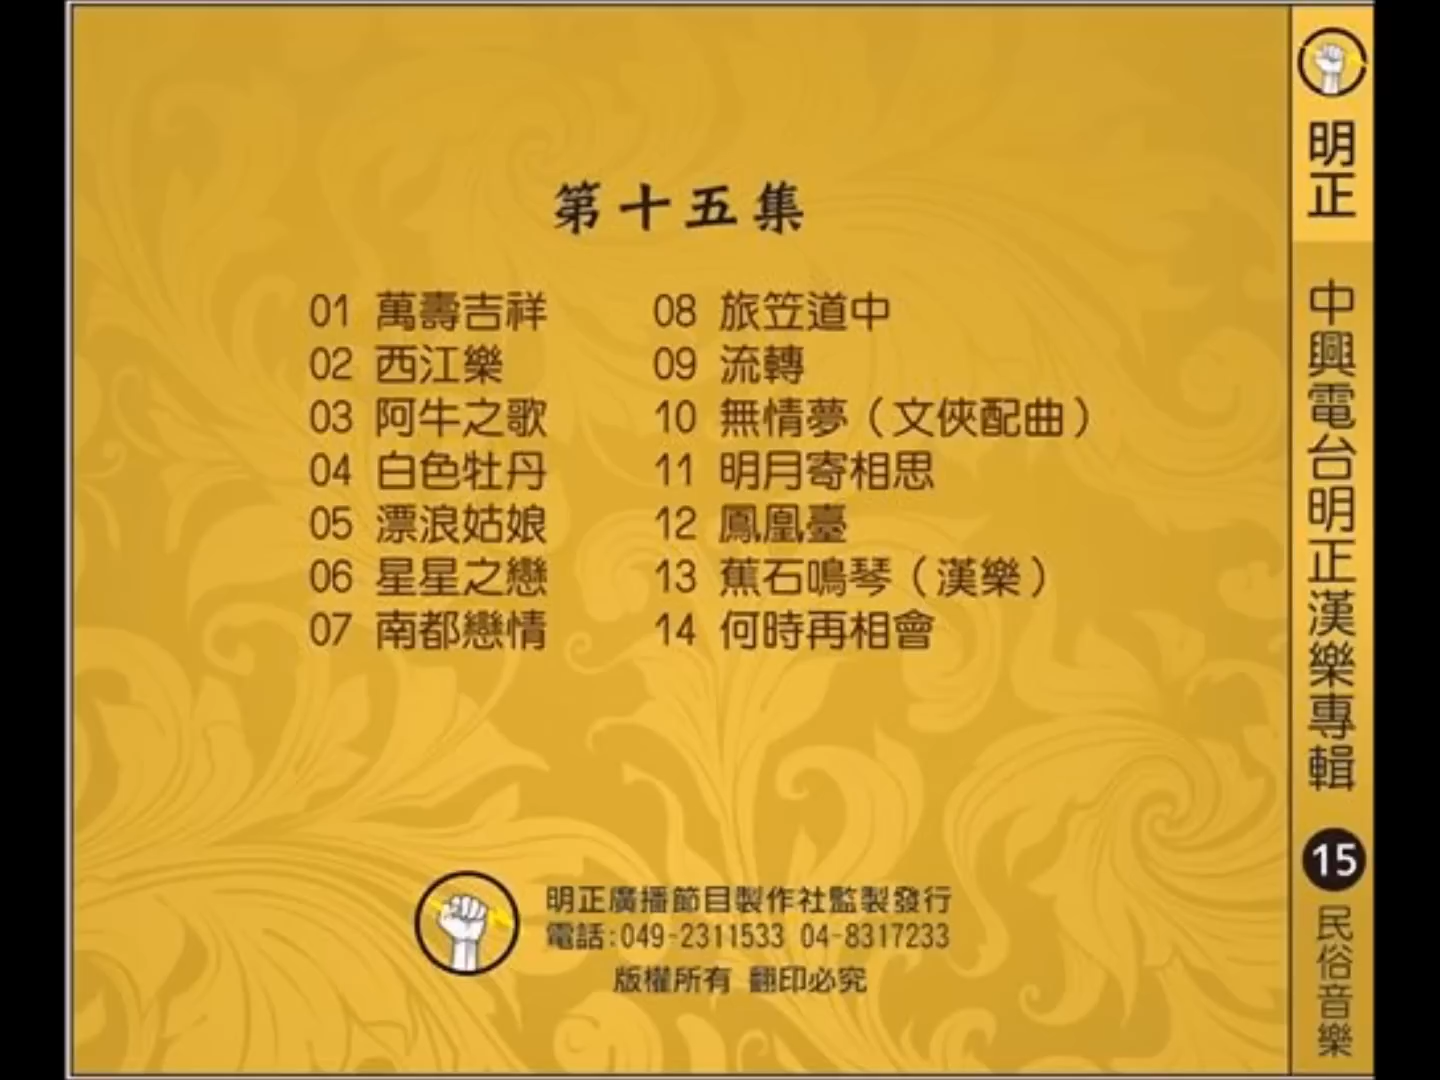 第十五集
01 萬壽吉祥
02 西江樂
03 阿牛之歌
04 白色牡丹
05 漂浪姑娘
06 星星之戀
07 南都戀情
08 旅笠道中
09 流轉
10 無情夢（文俠配曲）
11 明月寄相思
12 鳳凰臺
13 蕉石鳴琴（漢樂）
14 何時再相會
明正廣播節目製作社監製發行
電話:049-2311533 04-8317233
版權所有 翻印必究
明正
中興電台明正漢樂專輯
15
民俗音樂